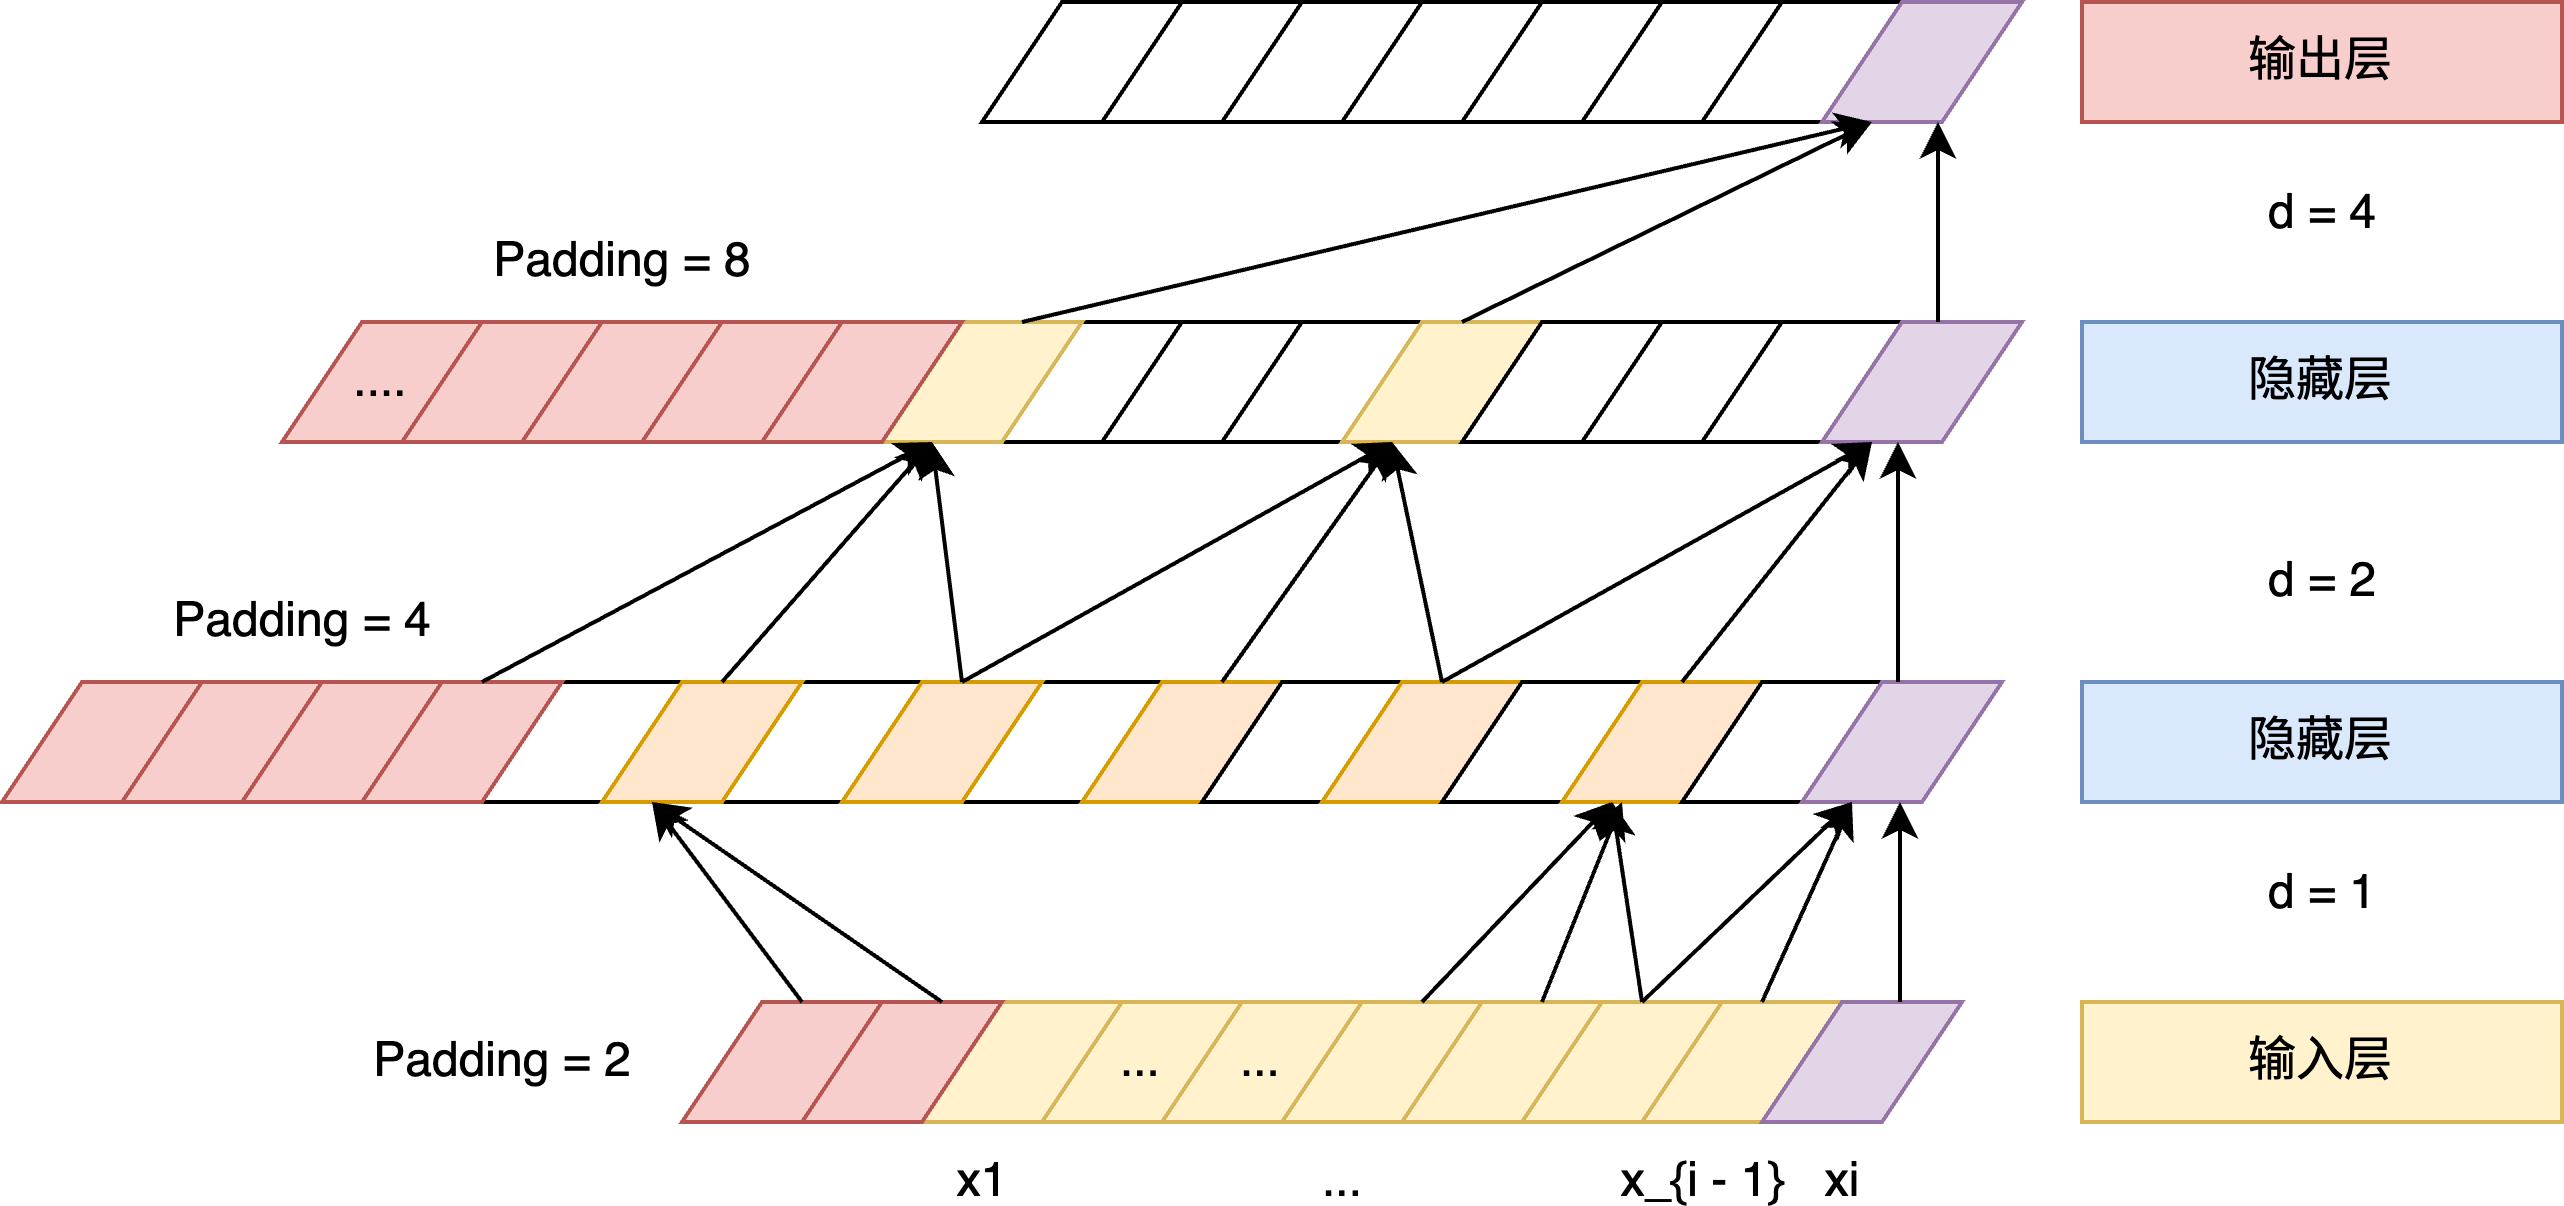 输出层
d = 4
Padding = 8
....
隐藏层
d = 2
Padding = 4
隐藏层
d = 1
Padding = 2
... ...
输入层
x1 ... x_{i - 1} xi